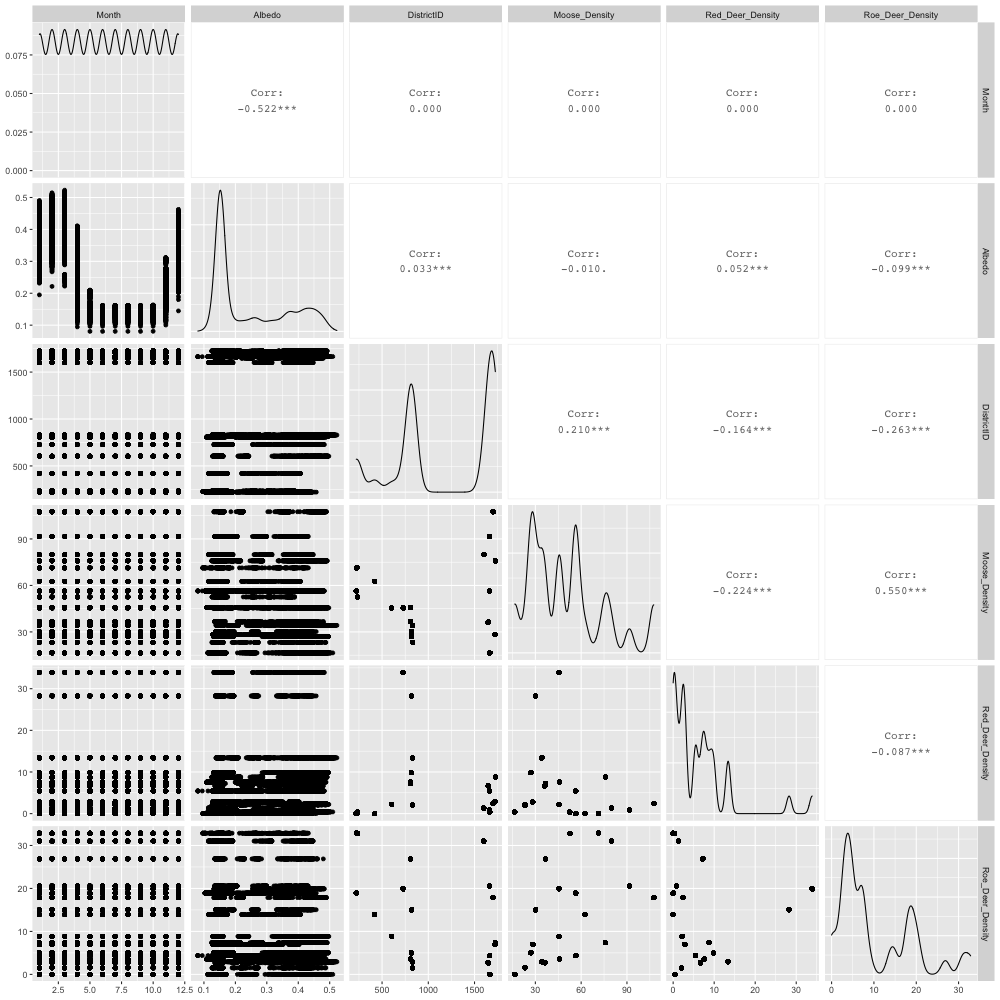 Month Albedo DistrictID Moose_Density Red_Deer_Density Roe_Deer_Density
0.075
0.050
0.025
0.000
Corr:
-0.522***
Corr:
0.000
Corr:
0.000
Corr:
0.000
Corr:
0.000
Month
0.5
0.4
0.3
0.2
0.1
Corr:
0.033***
Corr:
-0.010.
Corr:
0.052***
Corr:
-0.099***
Albedo
1500
1000
500
Corr:
0.210***
Corr:
-0.164***
Corr:
-0.263***
DistrictID
90
60
30
Corr:
-0.224***
Corr:
0.550***
Moose_Density
30
20
10
0
Corr:
-0.087***
Red_Deer_Density
30
20
10
0
Roe_Deer_Density
2.5 5.0 7.5 10.0 12.5 0.1 0.2 0.3 0.4 0.5 500 1000 1500 30 60 90 0 10 20 30 0 10 20 30